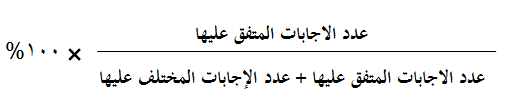 عدد الاجابات المتفق عليها
× ١٠٠%
عدد الاجابات المتفق عليها + عدد الإجابات المختلف عليها